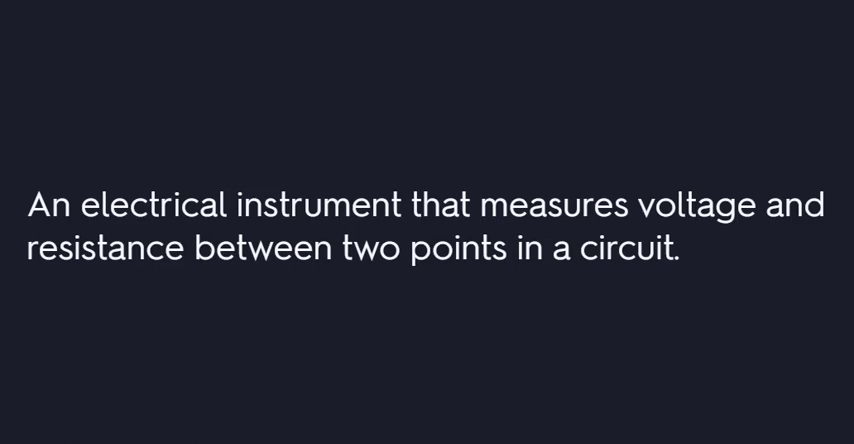 An electrical instrument that measures voltage and
resistance between two points in a circuit.